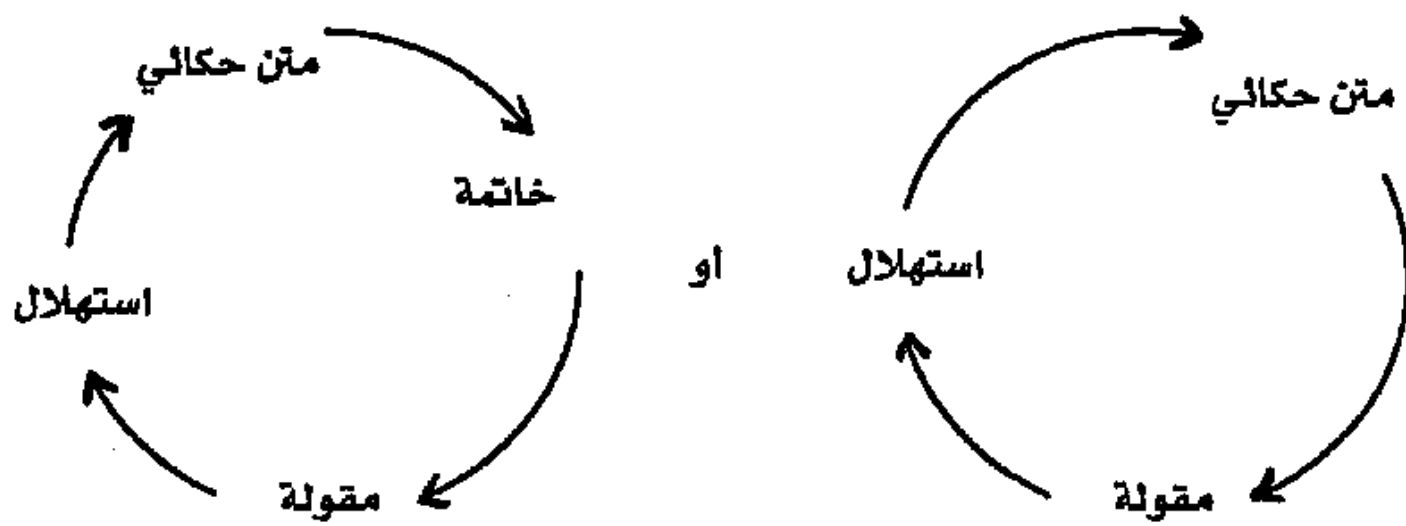 متن حكائي
استهلال
مقولة
أو
متن حكائي
خاتمة
استهلال
مقولة